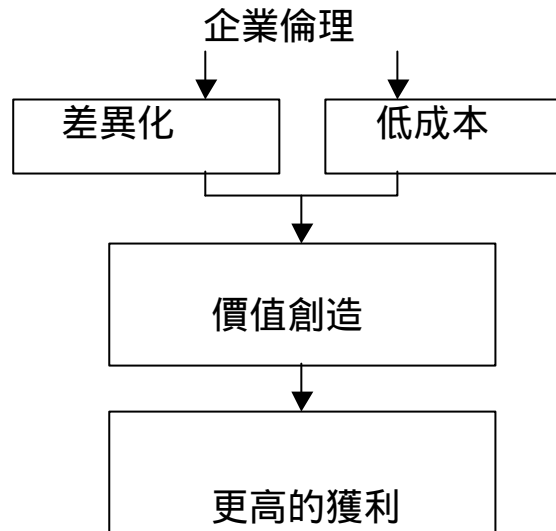 企業倫理
差異化
低成本
價值創造
更高的獲利